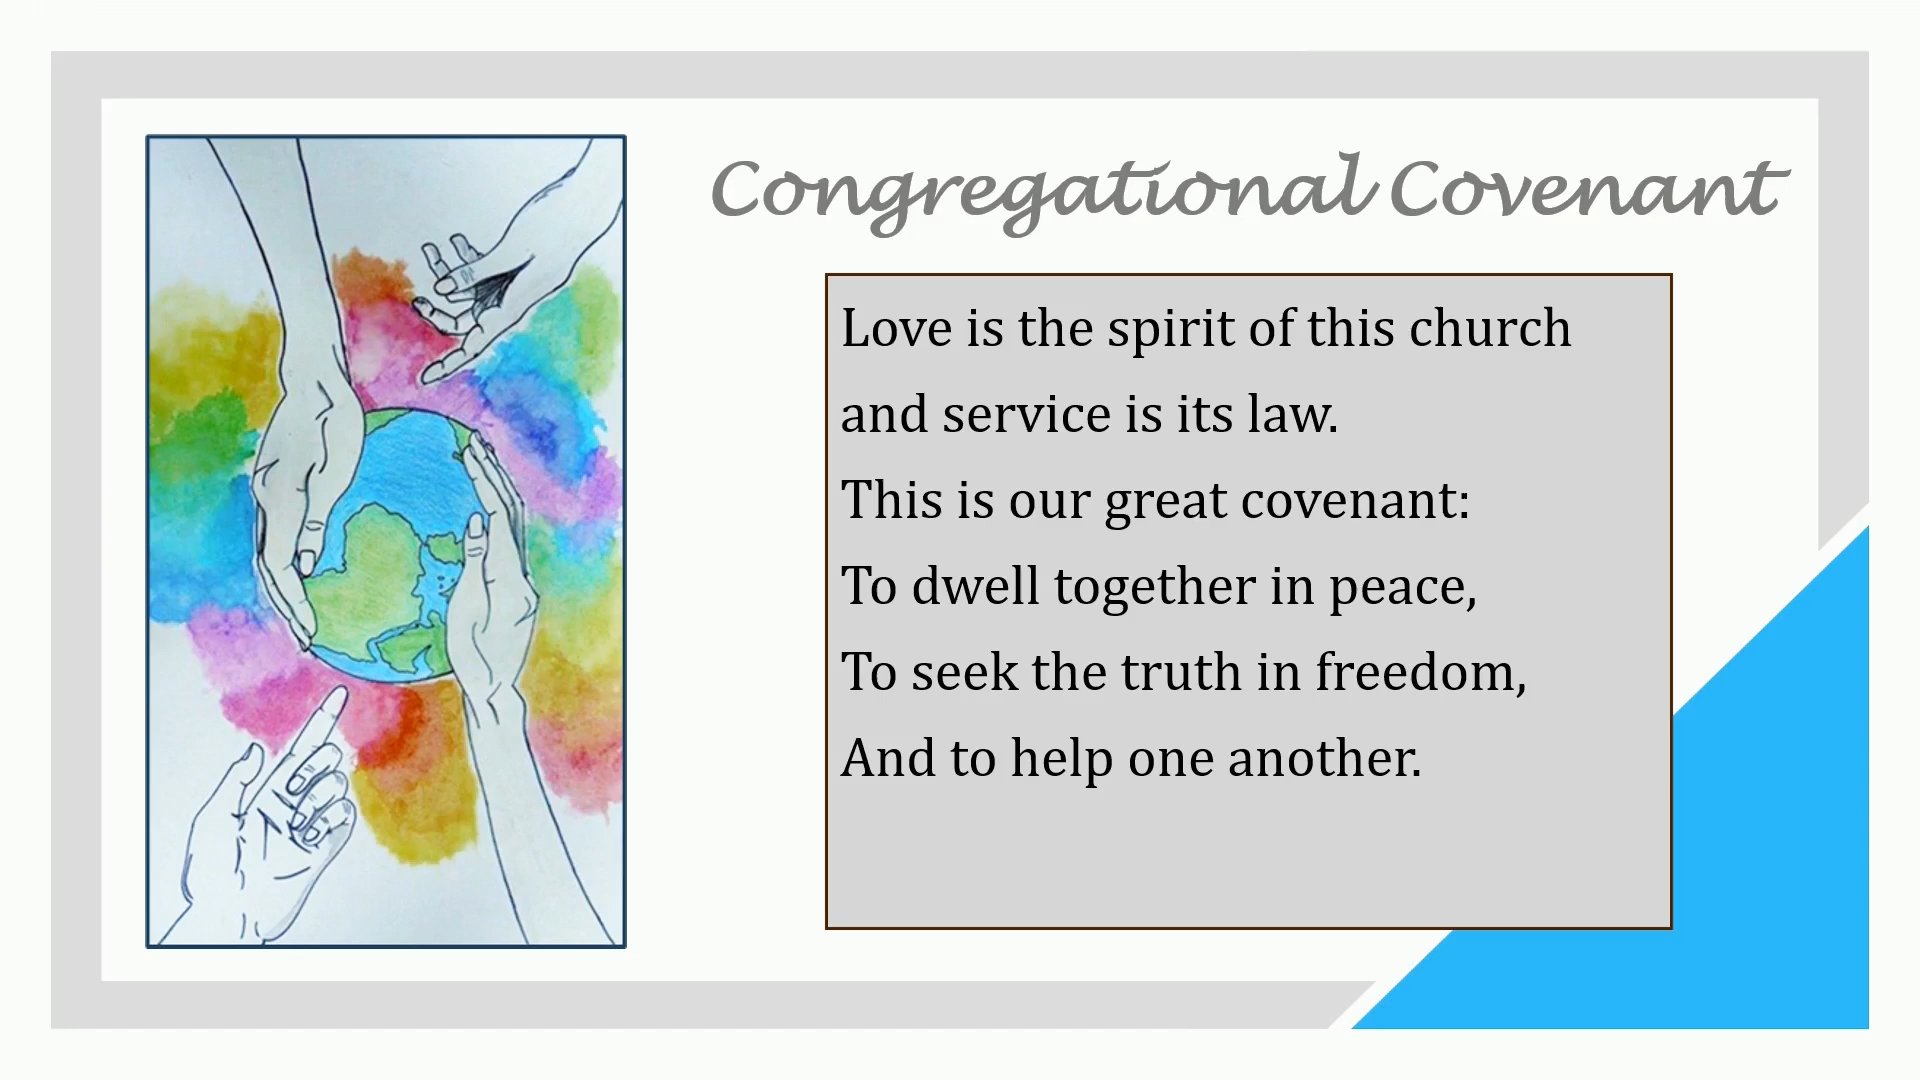 Congregational Covenant
Love is the spirit of this church
and service is its law.
This is our great covenant:
To dwell together in peace,
To seek the truth in freedom,
And to help one another.